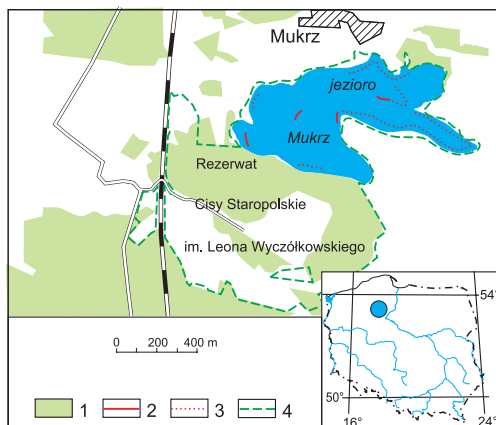 Mukrz
jezioro
Mukrz
Rezerwat
Cisy Staropolskie
im. Leona Wyczółkowskiego
54°
50°
16°
24°
0 200 400 m
1 2 3 4